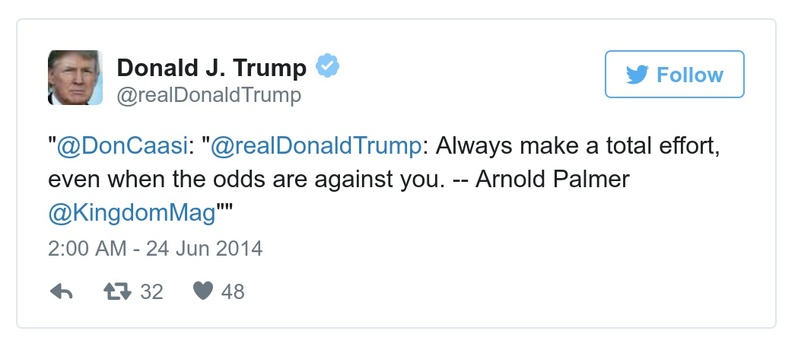 Donald J. Trump
@realDonaldTrump
Follow
"@DonCaasi: "@realDonaldTrump: Always make a total effort,
even when the odds are against you. -- Arnold Palmer
@KingdomMag""
2:00 AM - 24 Jun 2014
32 48